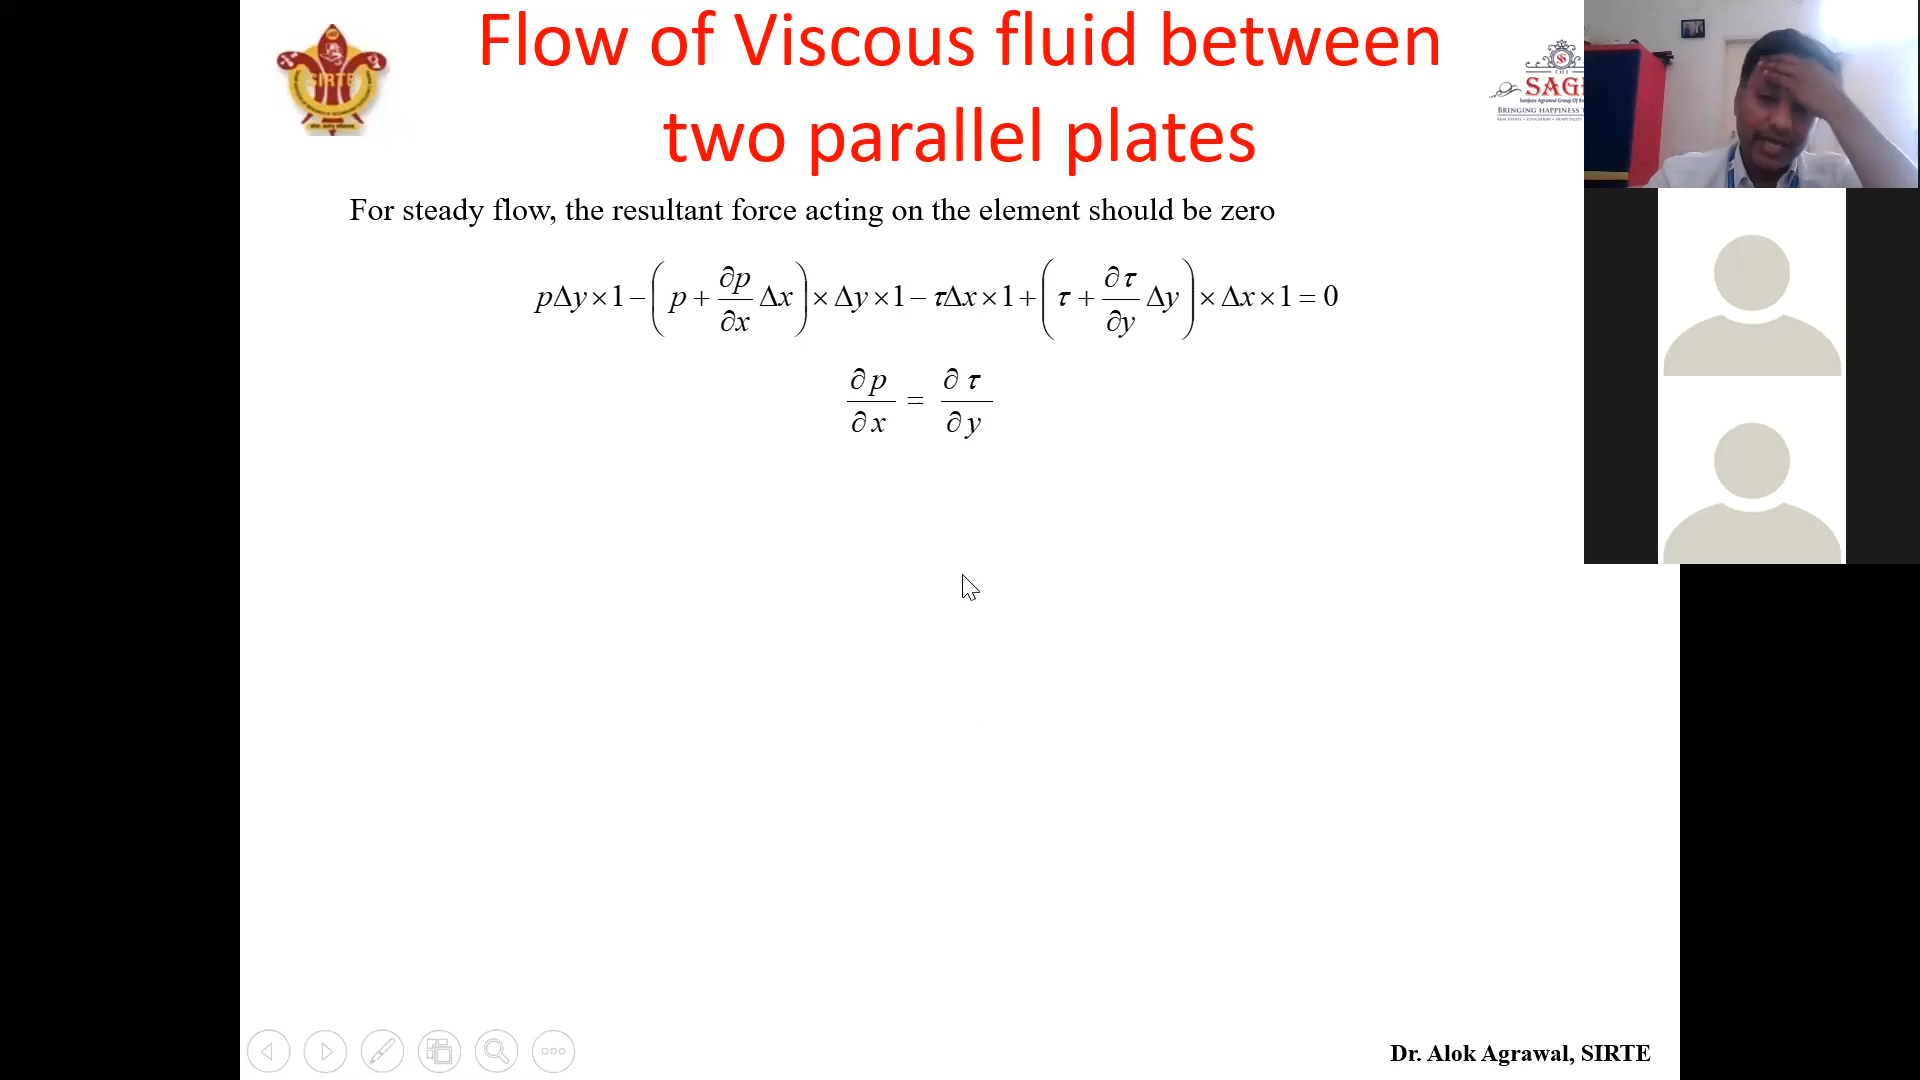 Flow of Viscous fluid between
two parallel plates
SIRTE
THE
SAG
BRINGING HAPPINESS
For steady flow, the resultant force acting on the element should be zero
pΔy×1−(p+∂p/∂x Δx)×Δy×1−τΔx×1+(τ+∂τ/∂y Δy)×Δx×1=0
∂p/∂x = ∂τ/∂y
Dr. Alok Agrawal, SIRTE